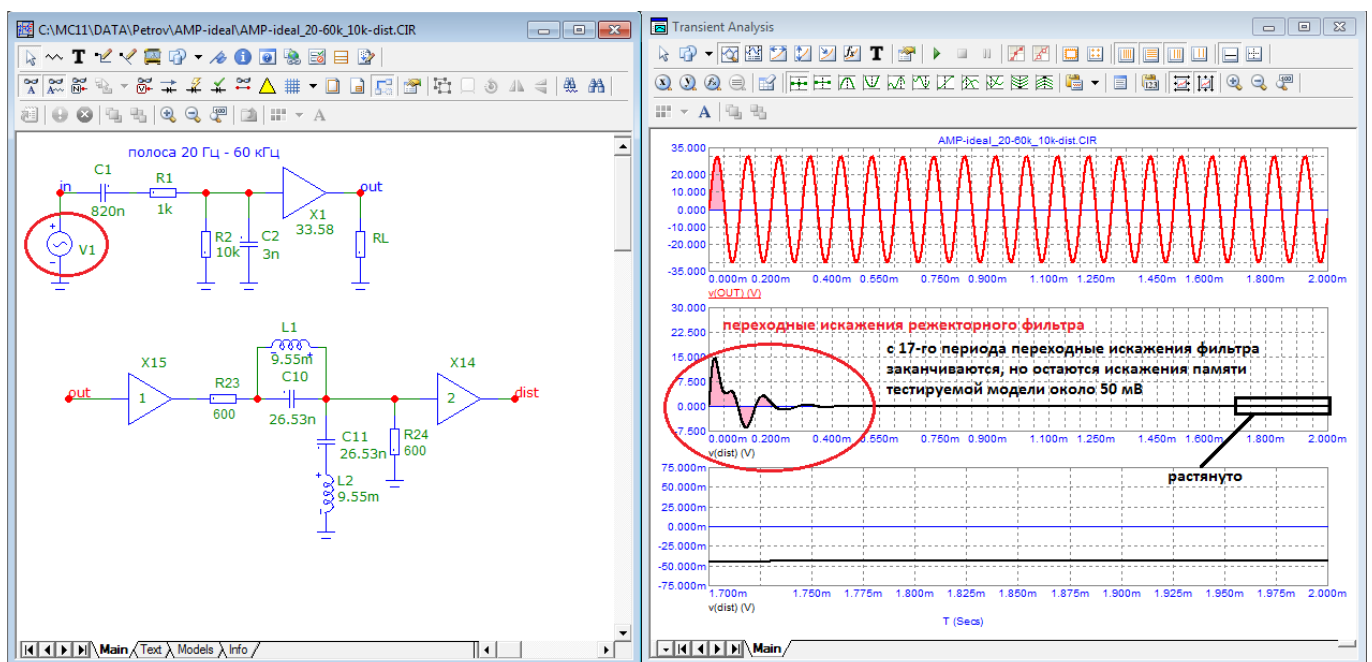 C:\MC11\DATA\Petrov\AMP-ideal\AMP-ideal_20-60k_10k-dist.CIR
полоса 20 Гц - 60 кГц
in
C1
820n
R1
1k
X1
33.58
out
V1
R2
10k
C2
3n
RL
L1
9.55m
X15
1
out
R23
600
C10
26.53n
X14
2
dist
C11
26.53n
R24
600
L2
9.55m
Main
Text
Models
Info
Transient Analysis
AMP-ideal_20-60k_10k-dist.CIR
35.000
20.000
10.000
0.000
-10.000
-20.000
-35.000
0.000m 0.200m 0.400m 0.550m 0.750m 0.900m 1.100m 1.250m 1.450m 1.600m 1.800m 2.000m
v(OUT) (V)
30.000
22.500
15.000
7.500
0.000
-7.500
переходные искажения режекторного фильтра
с 17-го периода переходные искажения фильтра
заканчиваются, но остаются искажения памяти
тестируемой модели около 50 мВ
0.000m 0.200m 0.400m 0.550m 0.750m 0.900m 1.100m 1.250m 1.450m 1.600m 1.800m 2.000m
v(dist) (V)
растянуто
75.000m
50.000m
25.000m
0.000m
-25.000m
-50.000m
-75.000m
1.700m 1.750m 1.775m 1.800m 1.825m 1.850m 1.875m 1.900m 1.925m 1.950m 1.975m 2.000m
v(dist) (V)
T (Secs)
Main